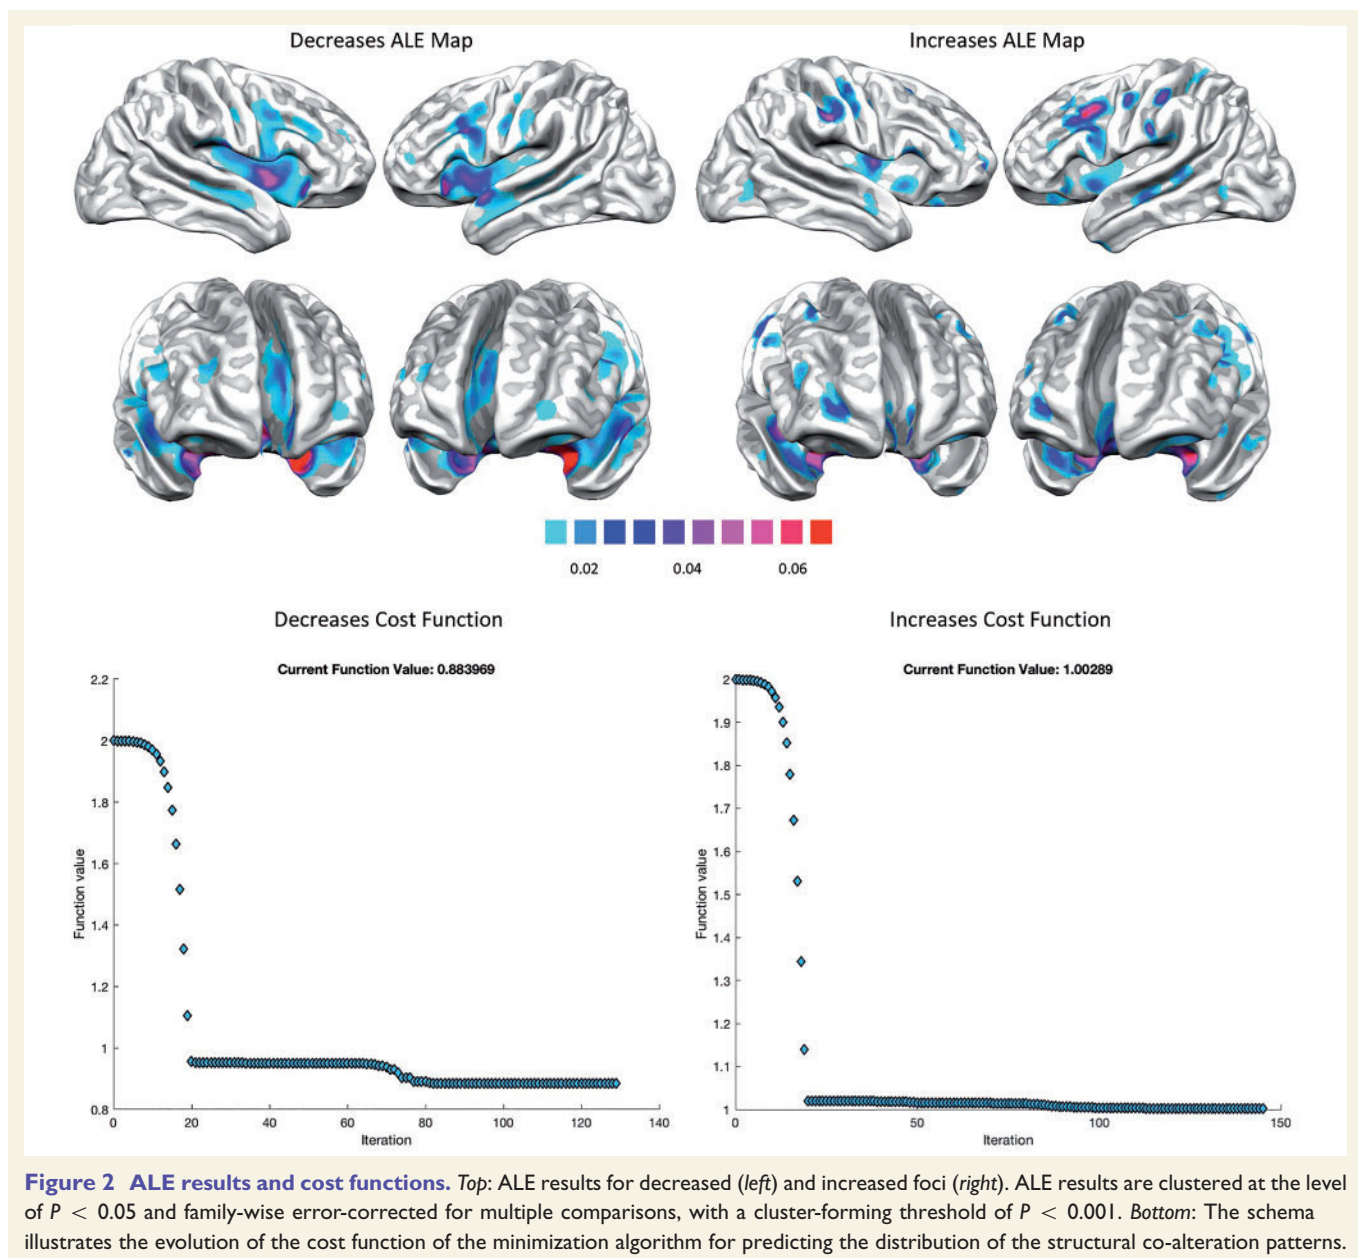 Decreases ALE Map
Increases ALE Map
0.02 0.04 0.06
Decreases Cost Function
Increases Cost Function
Current Function Value: 0.883969
Current Function Value: 1.00289
2.2
2
1.8
1.6
1.4
1.2
1
0.8
Function value
0 20 40 60 80 100 120 140
Iteration
2
1.9
1.8
1.7
1.6
1.5
1.4
1.3
1.2
1.1
1
Function value
0 50 100 150
Iteration
Figure 2 ALE results and cost functions. Top: ALE results for decreased (left) and increased foci (right). ALE results are clustered at the level
of P < 0.05 and family-wise error-corrected for multiple comparisons, with a cluster-forming threshold of P < 0.001. Bottom: The schema
illustrates the evolution of the cost function of the minimization algorithm for predicting the distribution of the structural co-alteration patterns.